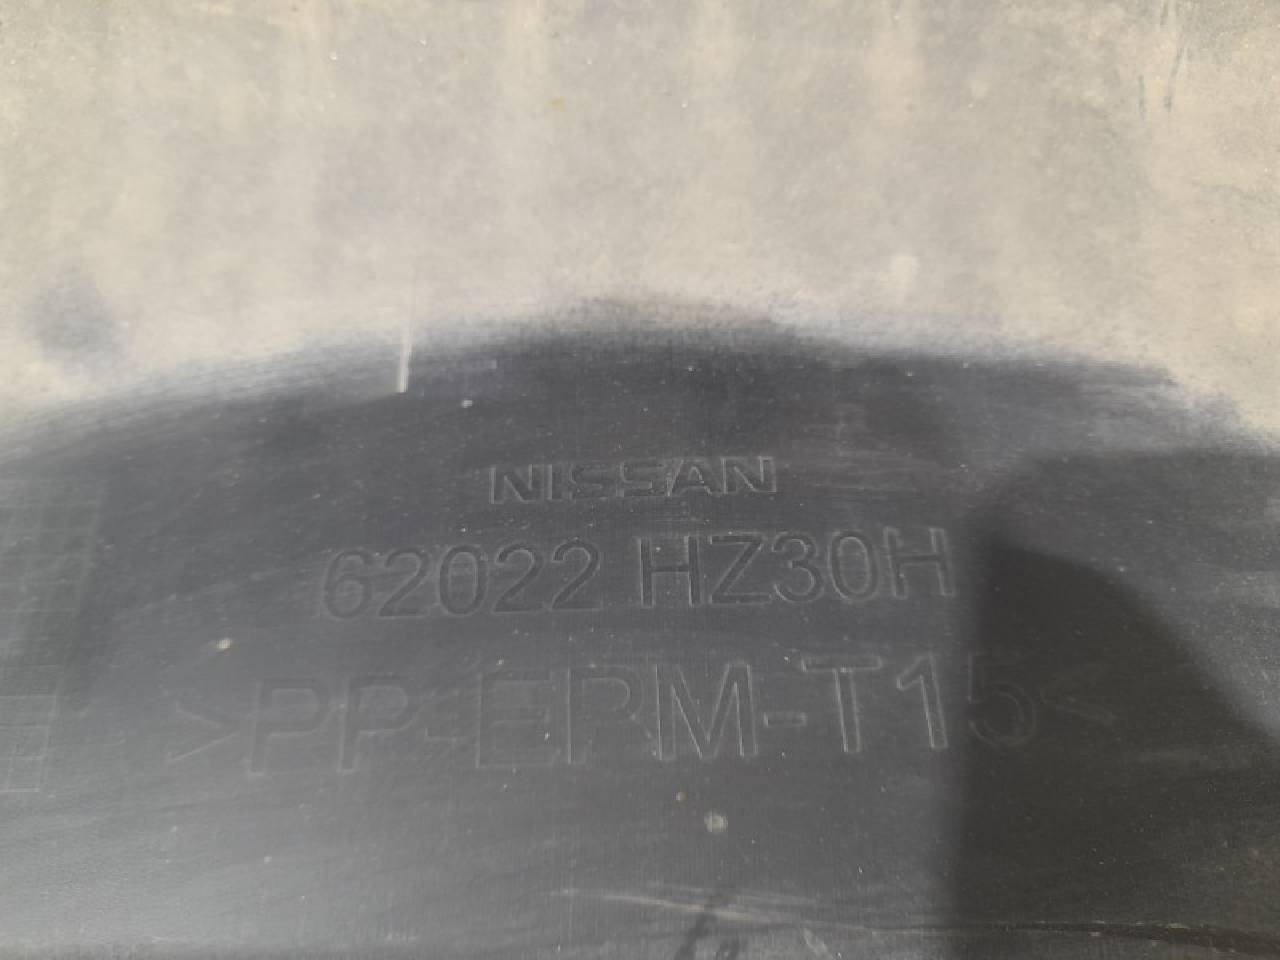 NISSAN
62022 HZ30H
>PP-EPM-T15<